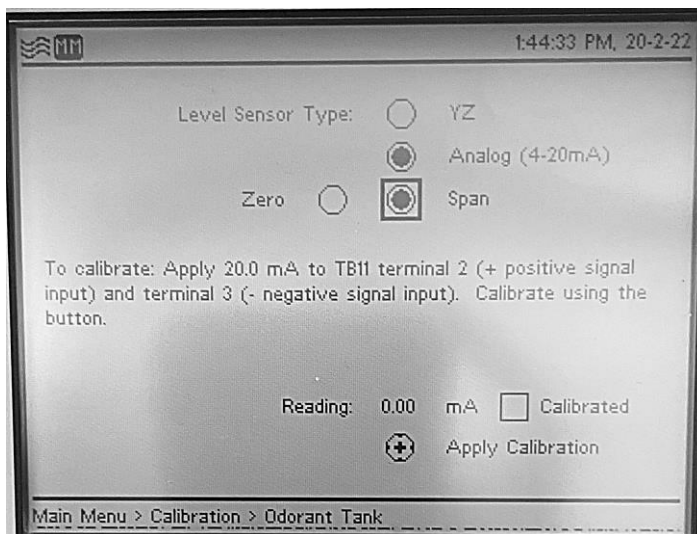 MM 1:44:33 PM, 20-2-22
Level Sensor Type: YZ
Analog (4-20mA)
Zero Span
To calibrate: Apply 20.0 mA to TB11 terminal 2 (+ positive signal
input) and terminal 3 (- negative signal input). Calibrate using the
button.
Reading: 0.00 mA Calibrated
Apply Calibration
Main Menu > Calibration > Odorant Tank